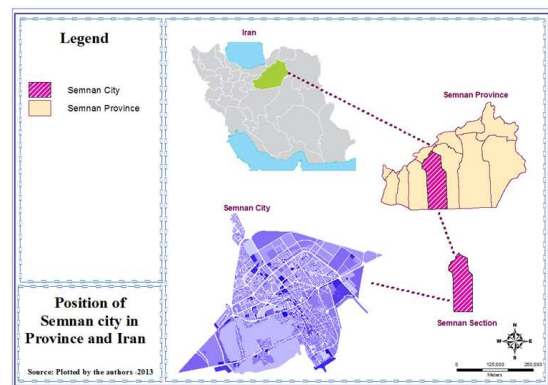 Legend
Semnan City
Semnan Province
Position of
Semnan city in
Province and Iran
Source: Plotted by the authors -2013
Iran
Semnan Province
Semnan City
Semnan Section
N
W E
S
0 125,000 250,000
Meters